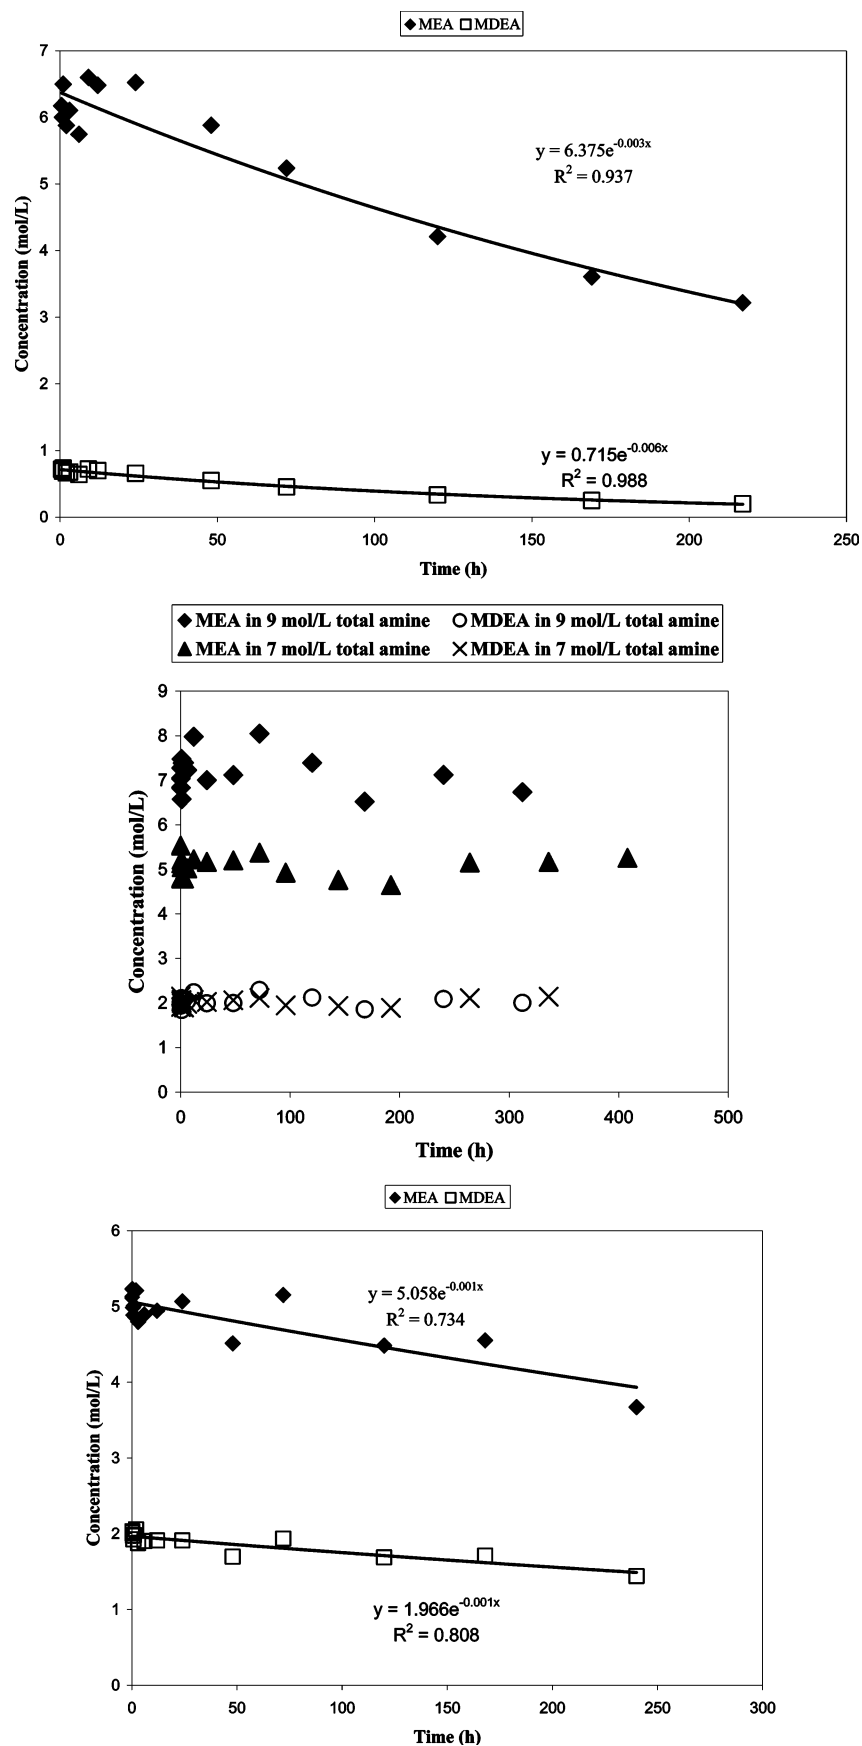 MEA MDEA
7
6
5
4
3
2
1
0
Concentration (mol/L)
y = 6.375e^-0.003x
R^2 = 0.937
y = 0.715e^-0.006x
R^2 = 0.988
0 50 100 150 200 250
Time (h)
MEA in 9 mol/L total amine MDEA in 9 mol/L total amine
MEA in 7 mol/L total amine MDEA in 7 mol/L total amine
9
8
7
6
5
4
3
2
1
0
Concentration (mol/L)
0 100 200 300 400 500
Time (h)
MEA MDEA
6
5
4
3
2
1
0
Concentration (mol/L)
y = 5.058e^-0.001x
R^2 = 0.734
y = 1.966e^-0.001x
R^2 = 0.808
0 50 100 150 200 250 300
Time (h)